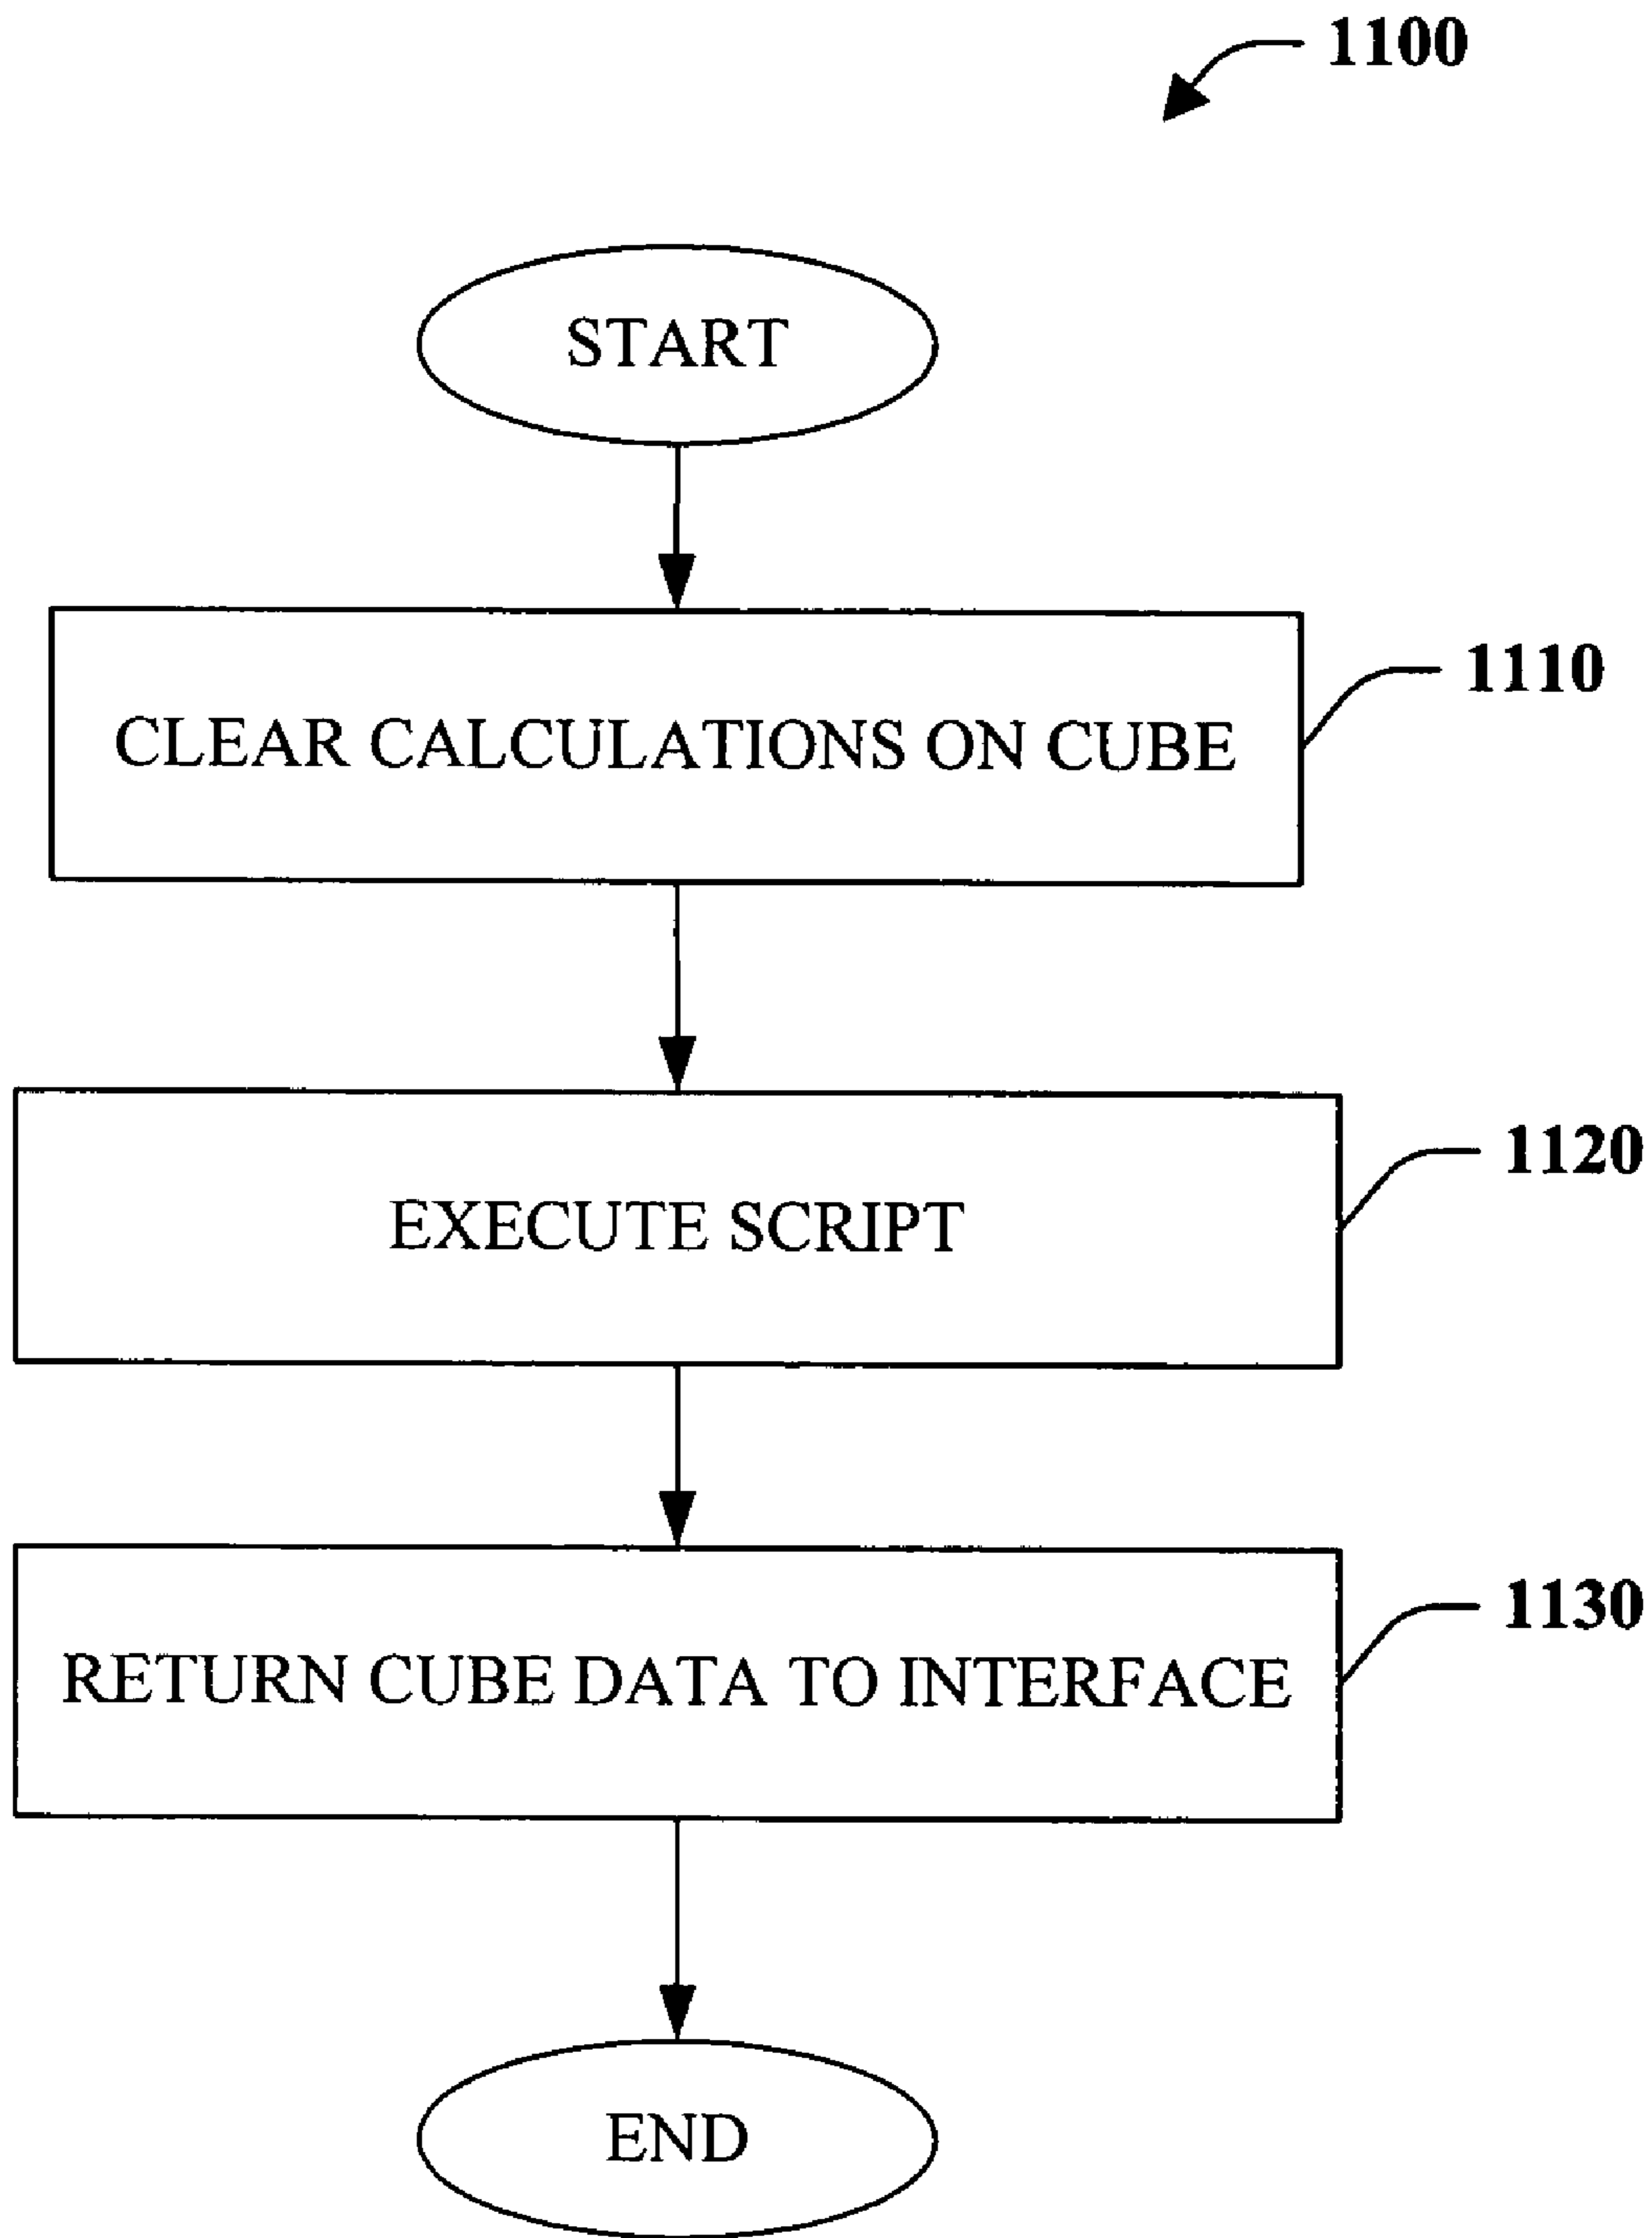 1100
START
CLEAR CALCULATIONS ON CUBE
1110
EXECUTE SCRIPT
1120
RETURN CUBE DATA TO INTERFACE
1130
END